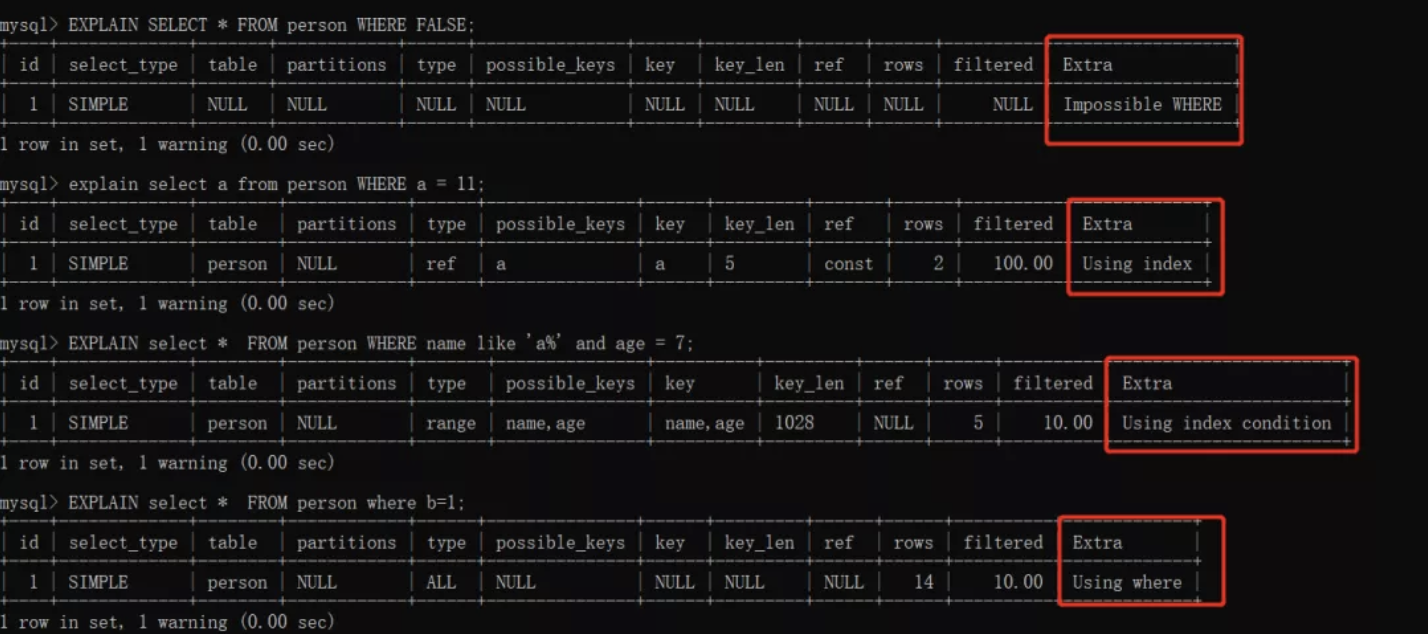 mysql> EXPLAIN SELECT * FROM person WHERE FALSE;
| id | select_type | table | partitions | type | possible_keys | key | key_len | ref | rows | filtered | Extra |
| 1 | SIMPLE | NULL | NULL | NULL | NULL | NULL | NULL | NULL | NULL | NULL | Impossible WHERE |
1 row in set, 1 warning (0.00 sec)
mysql> explain select a from person WHERE a = 11;
| id | select_type | table | partitions | type | possible_keys | key | key_len | ref | rows | filtered | Extra |
| 1 | SIMPLE | person | NULL | ref | a | a | 5 | const | 2 | 100.00 | Using index |
1 row in set, 1 warning (0.00 sec)
mysql> EXPLAIN select *  FROM person WHERE name like 'a%' and age = 7;
| id | select_type | table | partitions | type | possible_keys | key | key_len | ref | rows | filtered | Extra |
| 1 | SIMPLE | person | NULL | range | name,age | name,age | 1028 | NULL | 5 | 10.00 | Using index condition |
1 row in set, 1 warning (0.00 sec)
mysql> EXPLAIN select *  FROM person where b=1;
| id | select_type | table | partitions | type | possible_keys | key | key_len | ref | rows | filtered | Extra |
| 1 | SIMPLE | person | NULL | ALL | NULL | NULL | NULL | NULL | 14 | 10.00 | Using where |
1 row in set, 1 warning (0.00 sec)